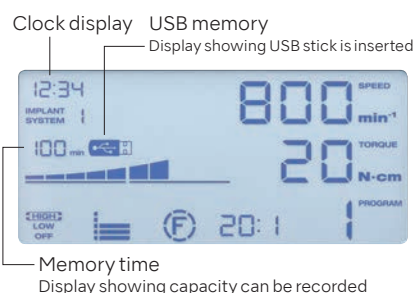 Clock display USB memory
Display showing USB stick is inserted
12:34
IMPLANT
SYSTEM 1
800 SPEED
min⁻¹
100 min
20 TORQUE
N·cm
HIGH
LOW
OFF
F 20:1
1 PROGRAM
Memory time
Display showing capacity can be recorded